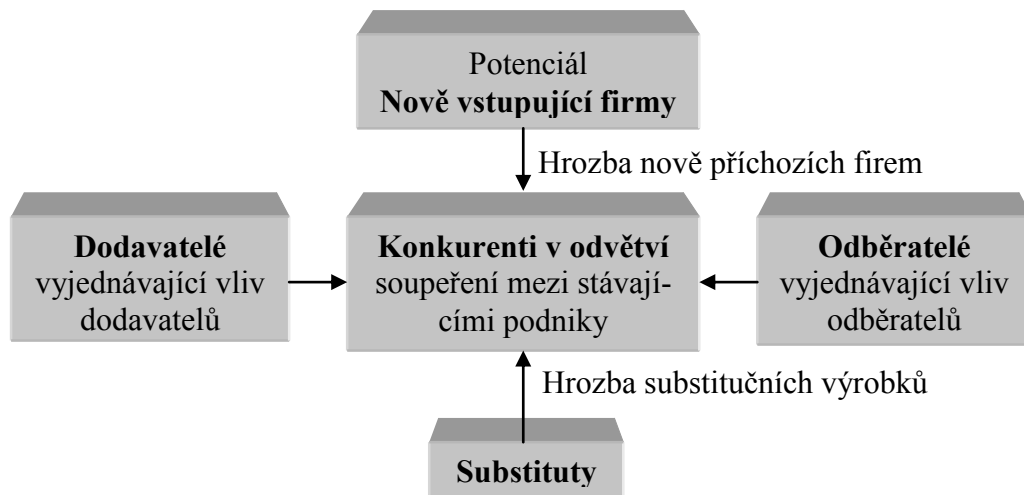 Potenciál
Nově vstupující firmy
Hrozba nově příchozích firem
Dodavatelé
vyjednávající vliv
dodavatelů
Konkurenti v odvětví
soupeření mezi stávají-
cími podniky
Odběratelé
vyjednávající vliv
odběratelů
Hrozba substitučních výrobků
Substituty